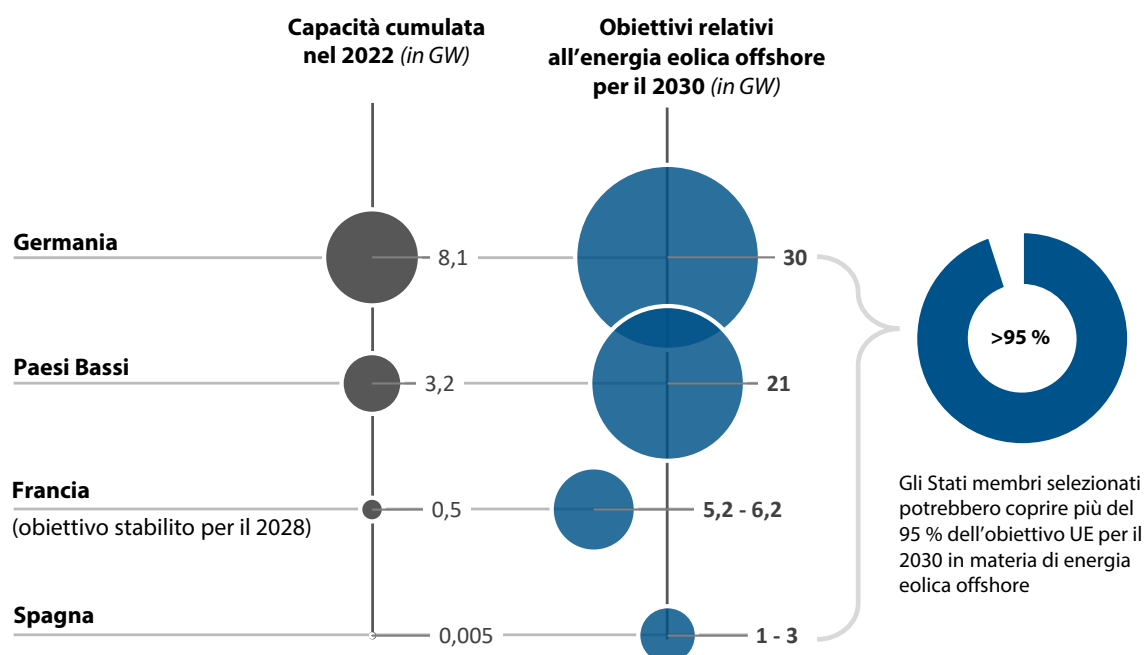 Capacità cumulata
nel 2022 (in GW)
Obiettivi relativi
all’energia eolica offshore
per il 2030 (in GW)
Germania
8,1
30
Paesi Bassi
3,2
21
Francia
(obiettivo stabilito per il 2028)
0,5
5,2 - 6,2
Spagna
0,005
1 - 3
>95 %
Gli Stati membri selezionati
potrebbero coprire più del
95 % dell’obiettivo UE per il
2030 in materia di energia
eolica offshore